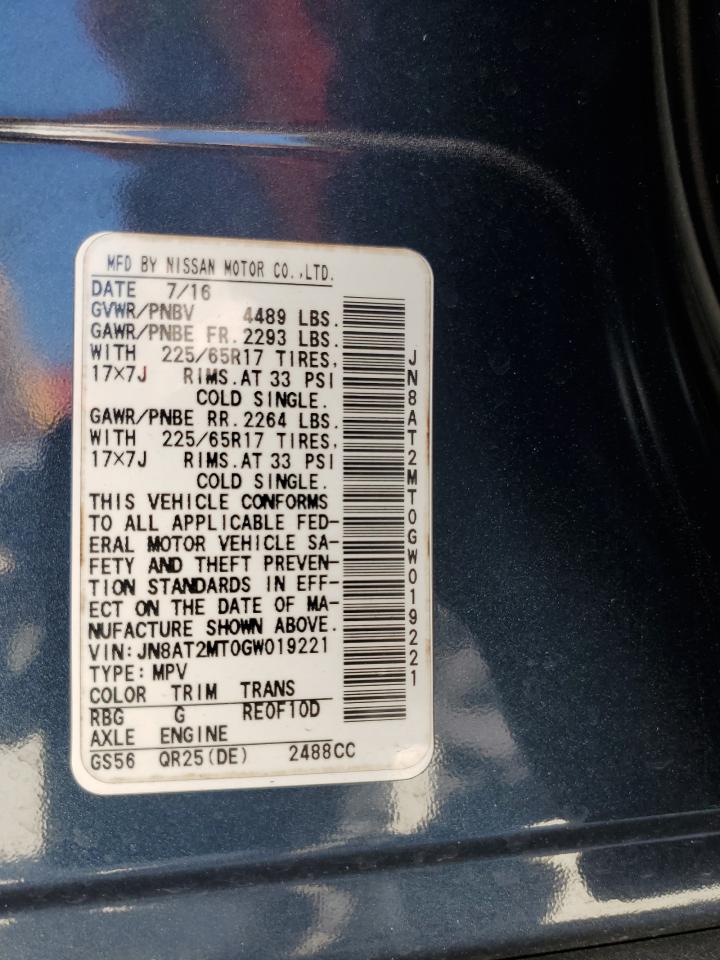 MFD BY NISSAN MOTOR CO.,LTD.
DATE 7/16
GVWR/PNBV 4489 LBS.
GAWR/PNBE FR. 2293 LBS.
WITH 225/65R17 TIRES,
17×7J RIMS.AT 33 PSI
COLD SINGLE.
GAWR/PNBE RR. 2264 LBS.
WITH 225/65R17 TIRES,
17×7J RIMS.AT 33 PSI
COLD SINGLE.
THIS VEHICLE CONFORMS
TO ALL APPLICABLE FED-
ERAL MOTOR VEHICLE SA-
FETY AND THEFT PREVEN-
TION STANDARDS IN EFF-
ECT ON THE DATE OF MA-
NUFACTURE SHOWN ABOVE.
VIN:JN8AT2MT0GW019221
TYPE:MPV
COLOR TRIM TRANS
RBG G RE0F10D
AXLE ENGINE
GS56 QR25(DE) 2488CC
JN8AT2MT0GW019221